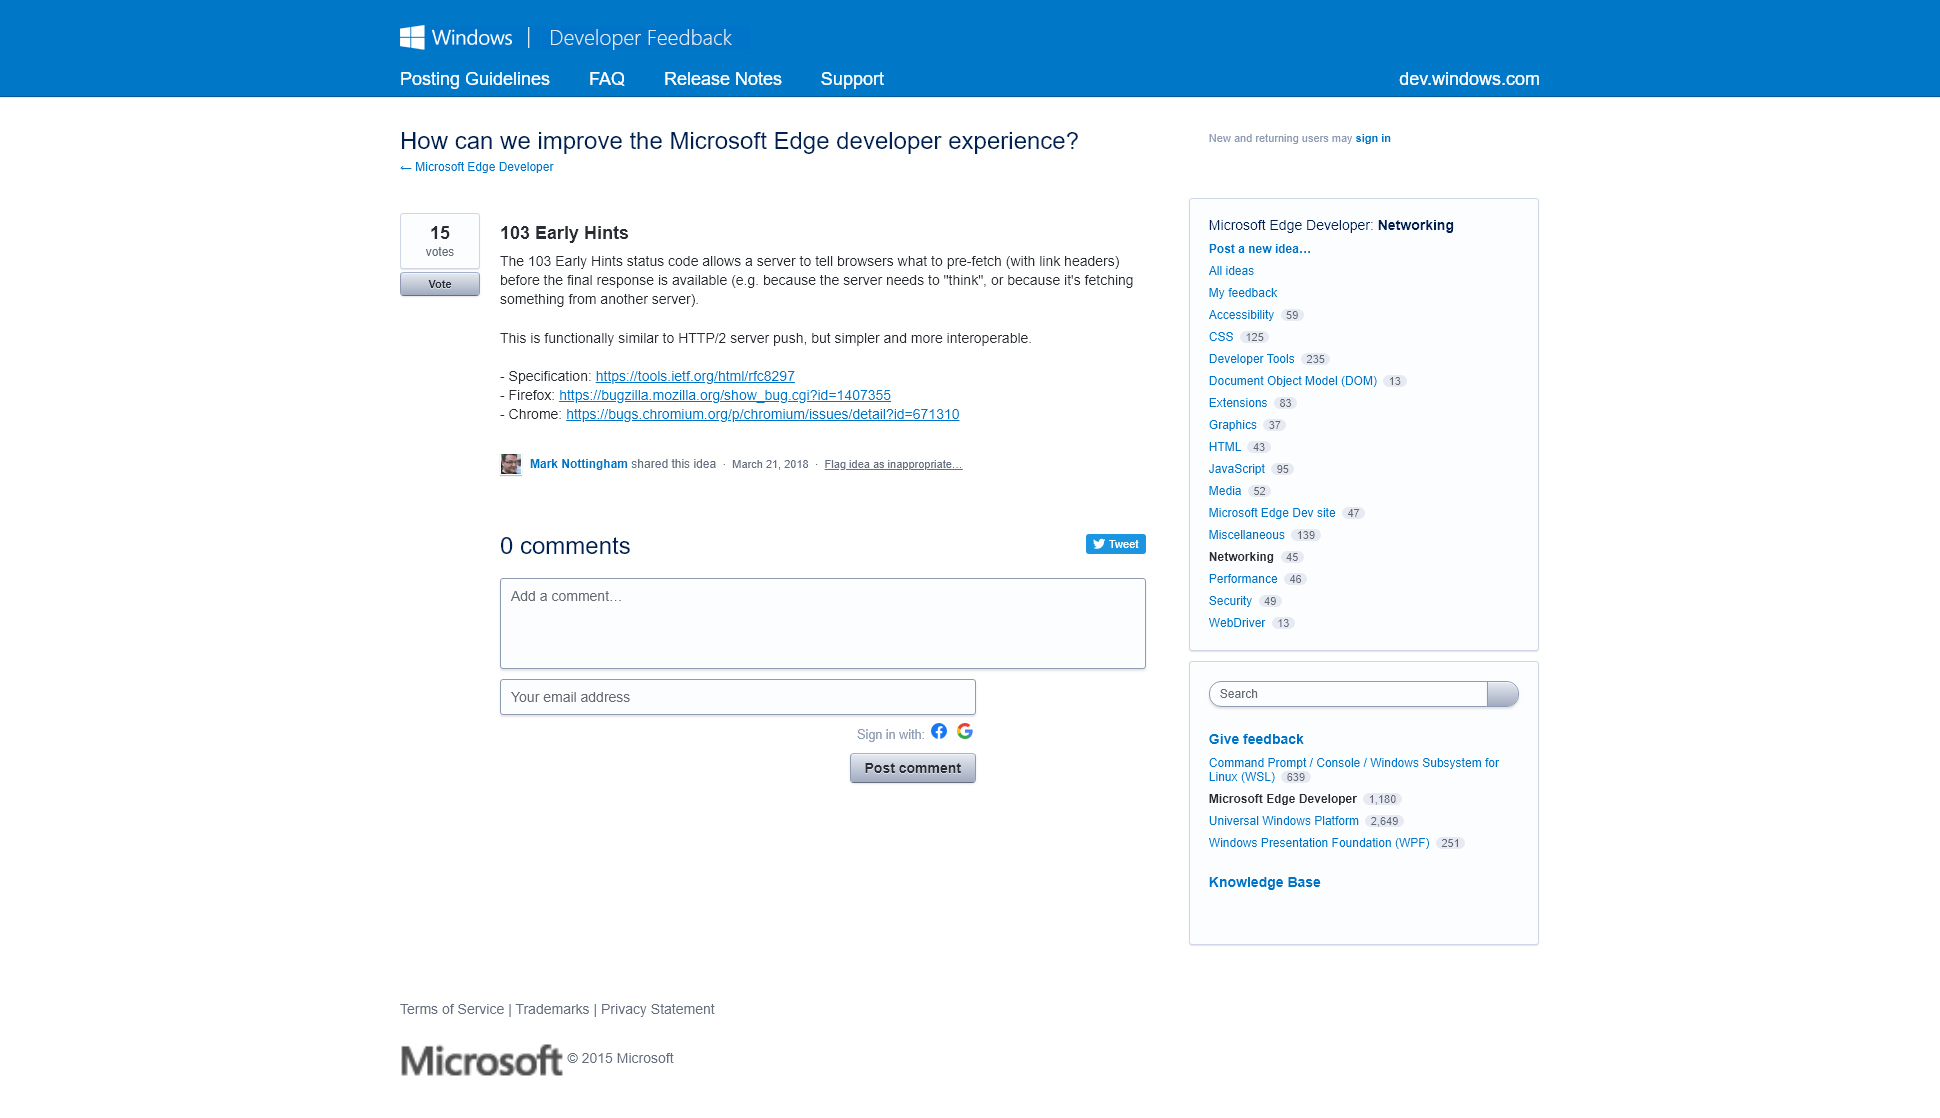 Windows | Developer Feedback
Posting Guidelines FAQ Release Notes Support dev.windows.com
How can we improve the Microsoft Edge developer experience?
← Microsoft Edge Developer
New and returning users may sign in
15
votes
Vote
103 Early Hints
The 103 Early Hints status code allows a server to tell browsers what to pre-fetch (with link headers)
before the final response is available (e.g. because the server needs to "think", or because it's fetching
something from another server).
This is functionally similar to HTTP/2 server push, but simpler and more interoperable.
- Specification: https://tools.ietf.org/html/rfc8297
- Firefox: https://bugzilla.mozilla.org/show_bug.cgi?id=1407355
- Chrome: https://bugs.chromium.org/p/chromium/issues/detail?id=671310
Mark Nottingham shared this idea · March 21, 2018 · Flag idea as inappropriate…
0 comments
Tweet
Add a comment…
Your email address
Sign in with:
Post comment
Microsoft Edge Developer: Networking
Post a new idea…
All ideas
My feedback
Accessibility 59
CSS 125
Developer Tools 235
Document Object Model (DOM) 13
Extensions 83
Graphics 37
HTML 43
JavaScript 95
Media 52
Microsoft Edge Dev site 47
Miscellaneous 139
Networking 45
Performance 46
Security 49
WebDriver 13
Search
Give feedback
Command Prompt / Console / Windows Subsystem for
Linux (WSL) 639
Microsoft Edge Developer 1,180
Universal Windows Platform 2,649
Windows Presentation Foundation (WPF) 251
Knowledge Base
Terms of Service | Trademarks | Privacy Statement
Microsoft © 2015 Microsoft